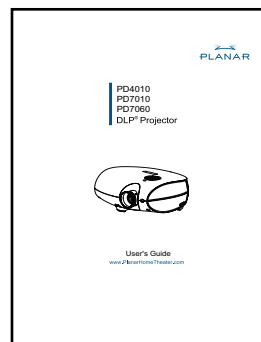 PLANAR
PD4010
PD7010
PD7060
DLP® Projector
User's Guide
www.PlanarHomeTheater.com